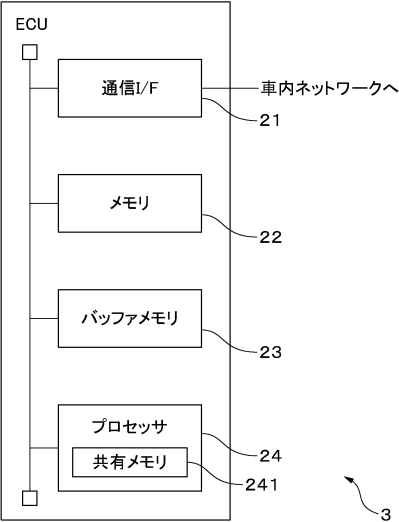 ECU
通信I/F
車内ネットワークへ
21
メモリ
22
バッファメモリ
23
プロセッサ
24
共有メモリ
241
3